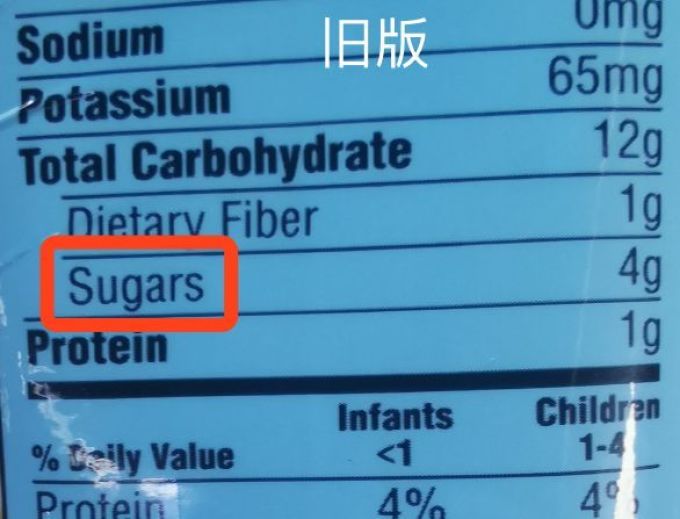 旧版
Sodium 0mg
Potassium 65mg
Total Carbohydrate 12g
Dietary Fiber 1g
Sugars 4g
Protein 1g
Infants Children
% Daily Value <1 1-4
Protein 4% 4%